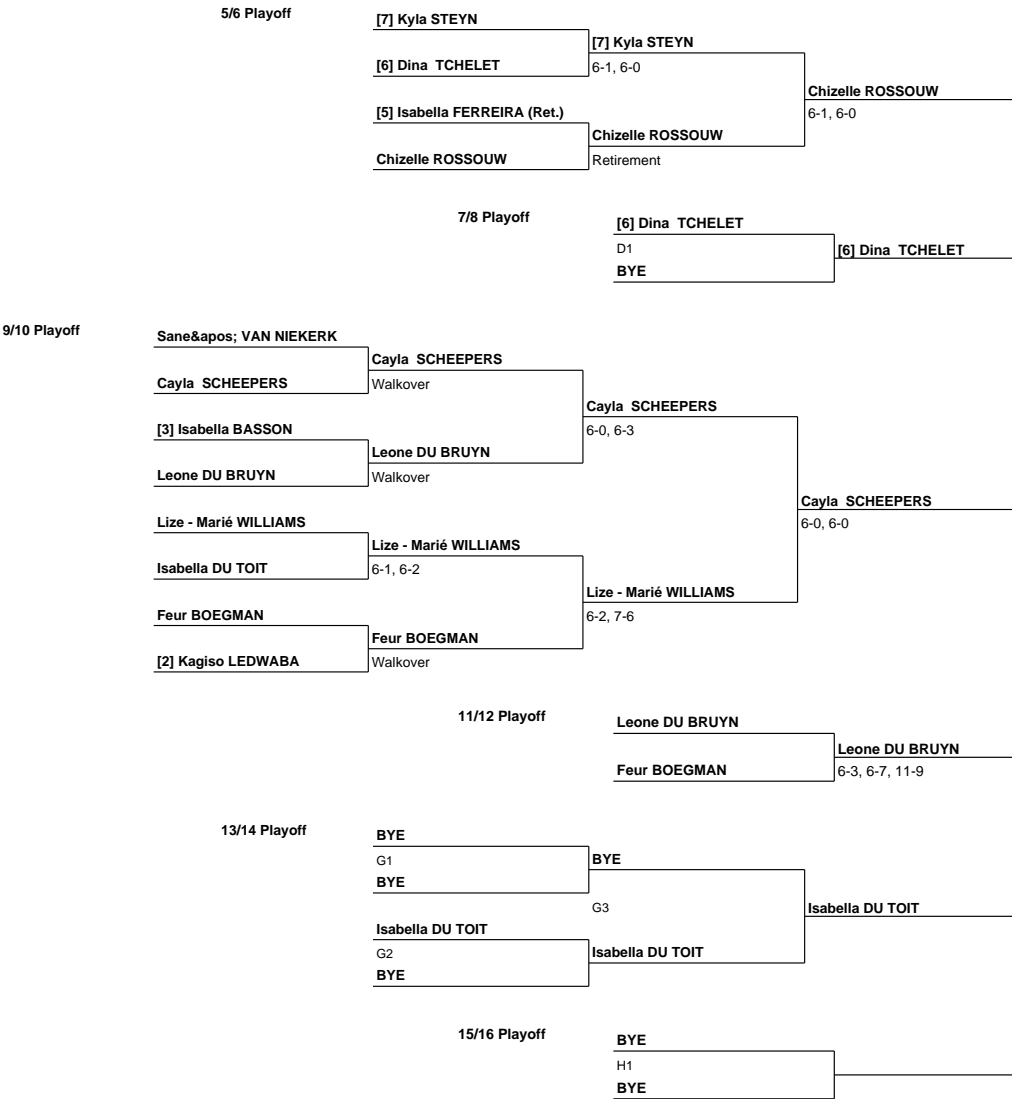 5/6 Playoff
[7] Kyla STEYN
[7] Kyla STEYN
[6] Dina  TCHELET
6-1, 6-0
Chizelle ROSSOUW
[5] Isabella FERREIRA (Ret.)
6-1, 6-0
Chizelle ROSSOUW
Chizelle ROSSOUW
Retirement
7/8 Playoff
[6] Dina  TCHELET
D1
[6] Dina  TCHELET
BYE
9/10 Playoff
Sane&apos; VAN NIEKERK
Cayla  SCHEEPERS
Cayla  SCHEEPERS
Walkover
Cayla  SCHEEPERS
[3] Isabella BASSON
6-0, 6-3
Leone DU BRUYN
Leone DU BRUYN
Walkover
Cayla  SCHEEPERS
Lize - Marié WILLIAMS
6-0, 6-0
Lize - Marié WILLIAMS
Isabella DU TOIT
6-1, 6-2
Lize - Marié WILLIAMS
Feur BOEGMAN
6-2, 7-6
Feur BOEGMAN
[2] Kagiso LEDWABA
Walkover
11/12 Playoff
Leone DU BRUYN
Leone DU BRUYN
Feur BOEGMAN
6-3, 6-7, 11-9
13/14 Playoff
BYE
G1
BYE
BYE
G3
Isabella DU TOIT
Isabella DU TOIT
G2
Isabella DU TOIT
BYE
15/16 Playoff
BYE
H1
BYE